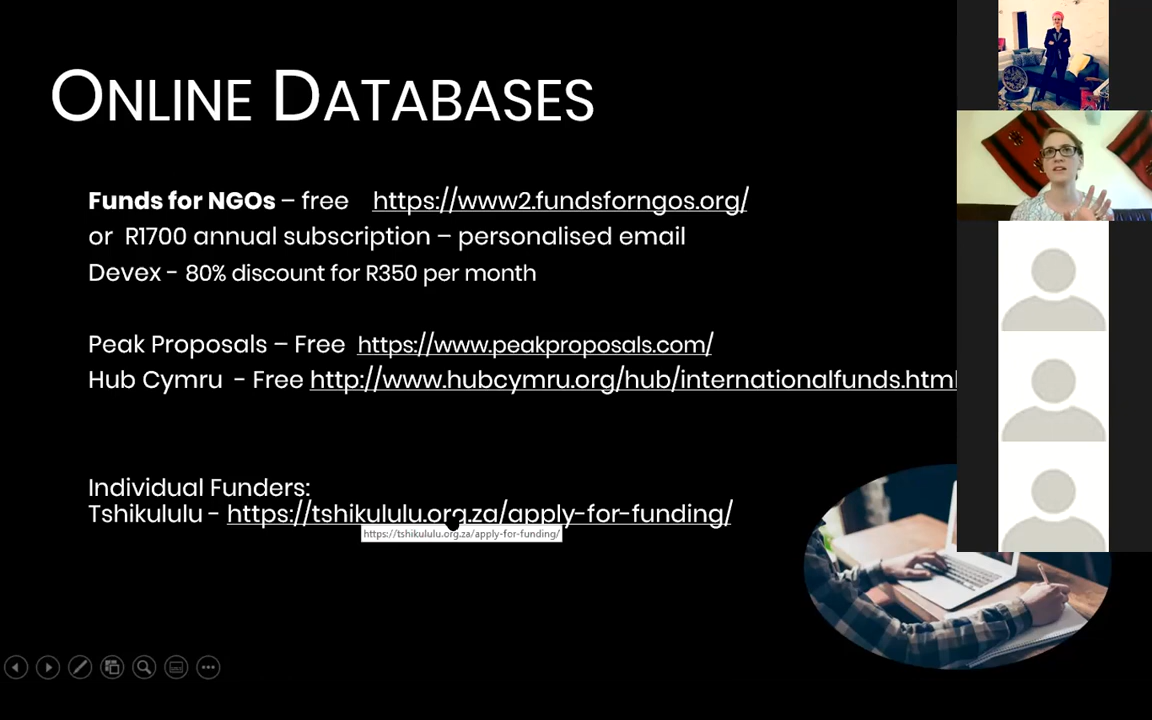 ONLINE DATABASES
Funds for NGOs – free https://www2.fundsforngos.org/
or R1700 annual subscription – personalised email
Devex - 80% discount for R350 per month
Peak Proposals – Free https://www.peakproposals.com/
Hub Cymru - Free http://www.hubcymru.org/hub/internationalfunds.html
Individual Funders:
Tshikululu - https://tshikululu.org.za/apply-for-funding/
https://tshikululu.org.za/apply-for-funding/